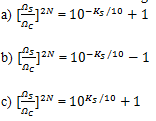 a) [Ωs/Ωc]^2N = 10^-Ks/10 + 1
b) [Ωs/Ωc]^2N = 10^-Ks/10 − 1
c) [Ωs/Ωc]^2N = 10^Ks/10 + 1